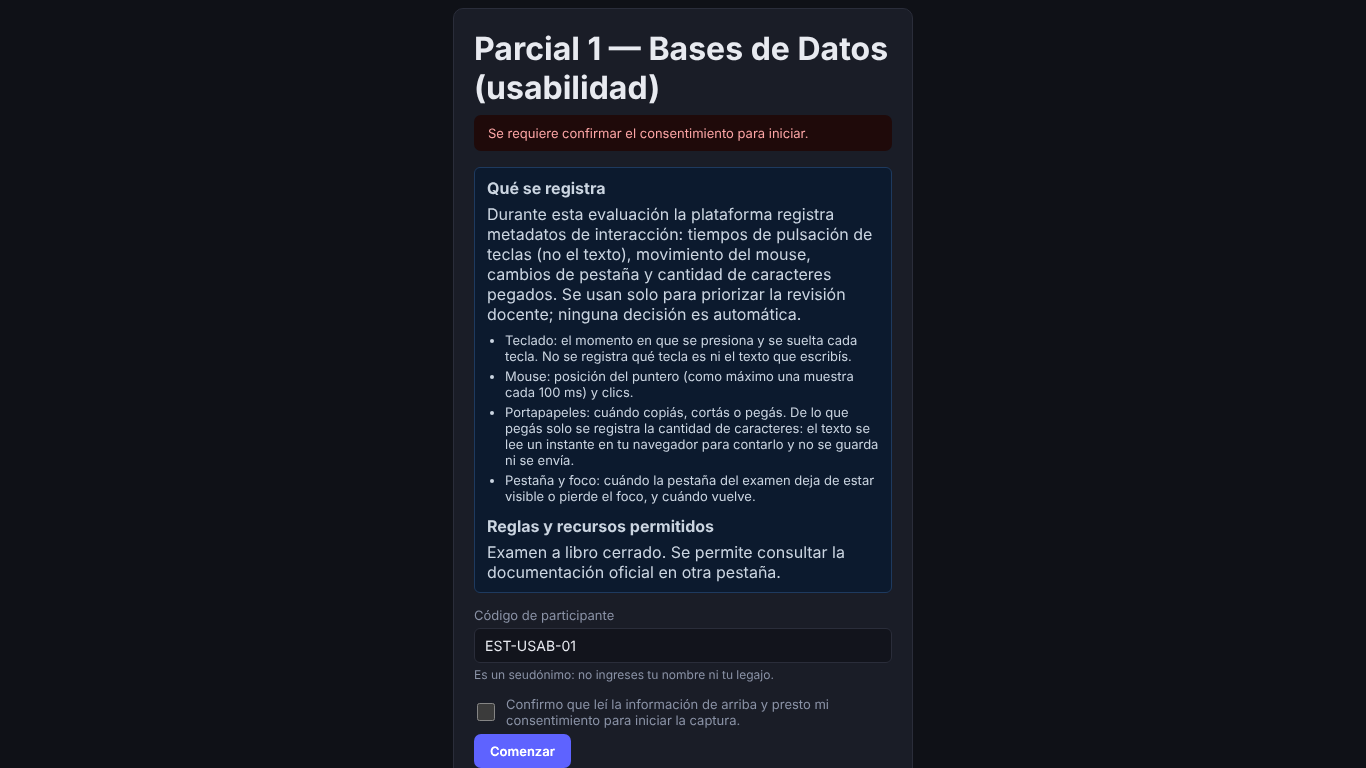 Parcial 1 — Bases de Datos
(usabilidad)
Se requiere confirmar el consentimiento para iniciar.
Qué se registra
Durante esta evaluación la plataforma registra
metadatos de interacción: tiempos de pulsación de
teclas (no el texto), movimiento del mouse,
cambios de pestaña y cantidad de caracteres
pegados. Se usan solo para priorizar la revisión
docente; ninguna decisión es automática.
• Teclado: el momento en que se presiona y se suelta cada
tecla. No se registra qué tecla es ni el texto que escribís.
• Mouse: posición del puntero (como máximo una muestra
cada 100 ms) y clics.
• Portapapeles: cuándo copiás, cortás o pegás. De lo que
pegás solo se registra la cantidad de caracteres: el texto se
lee un instante en tu navegador para contarlo y no se guarda
ni se envía.
• Pestaña y foco: cuándo la pestaña del examen deja de estar
visible o pierde el foco, y cuándo vuelve.
Reglas y recursos permitidos
Examen a libro cerrado. Se permite consultar la
documentación oficial en otra pestaña.
Código de participante
EST-USAB-01
Es un seudónimo: no ingreses tu nombre ni tu legajo.
Confirmo que leí la información de arriba y presto mi
consentimiento para iniciar la captura.
Comenzar